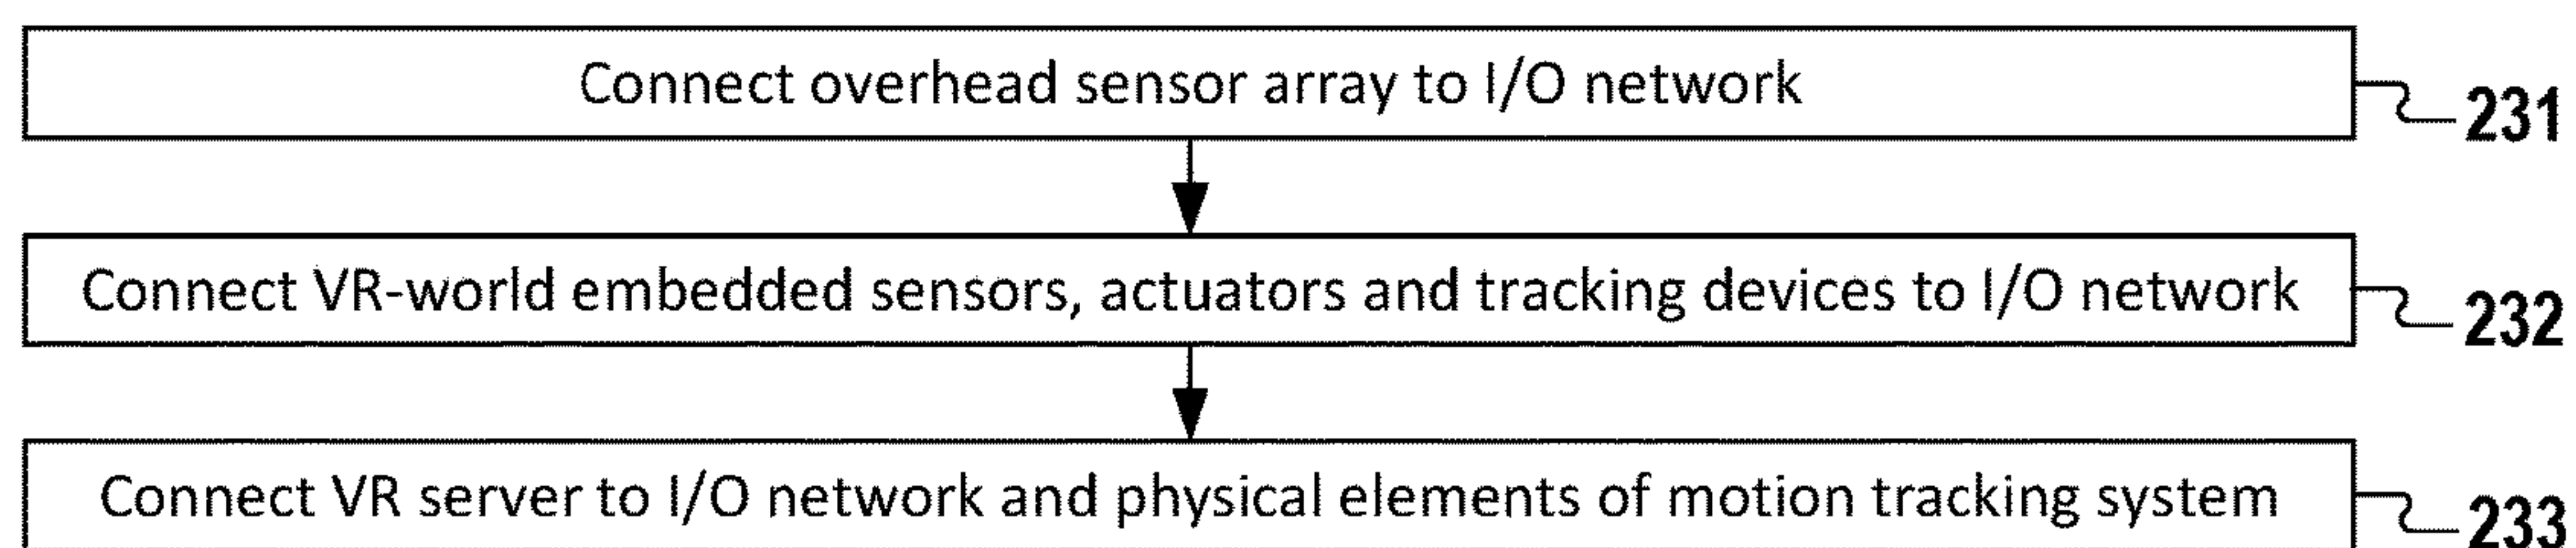 Connect overhead sensor array to I/O network
231
Connect VR-world embedded sensors, actuators and tracking devices to I/O network
232
Connect VR server to I/O network and physical elements of motion tracking system
233